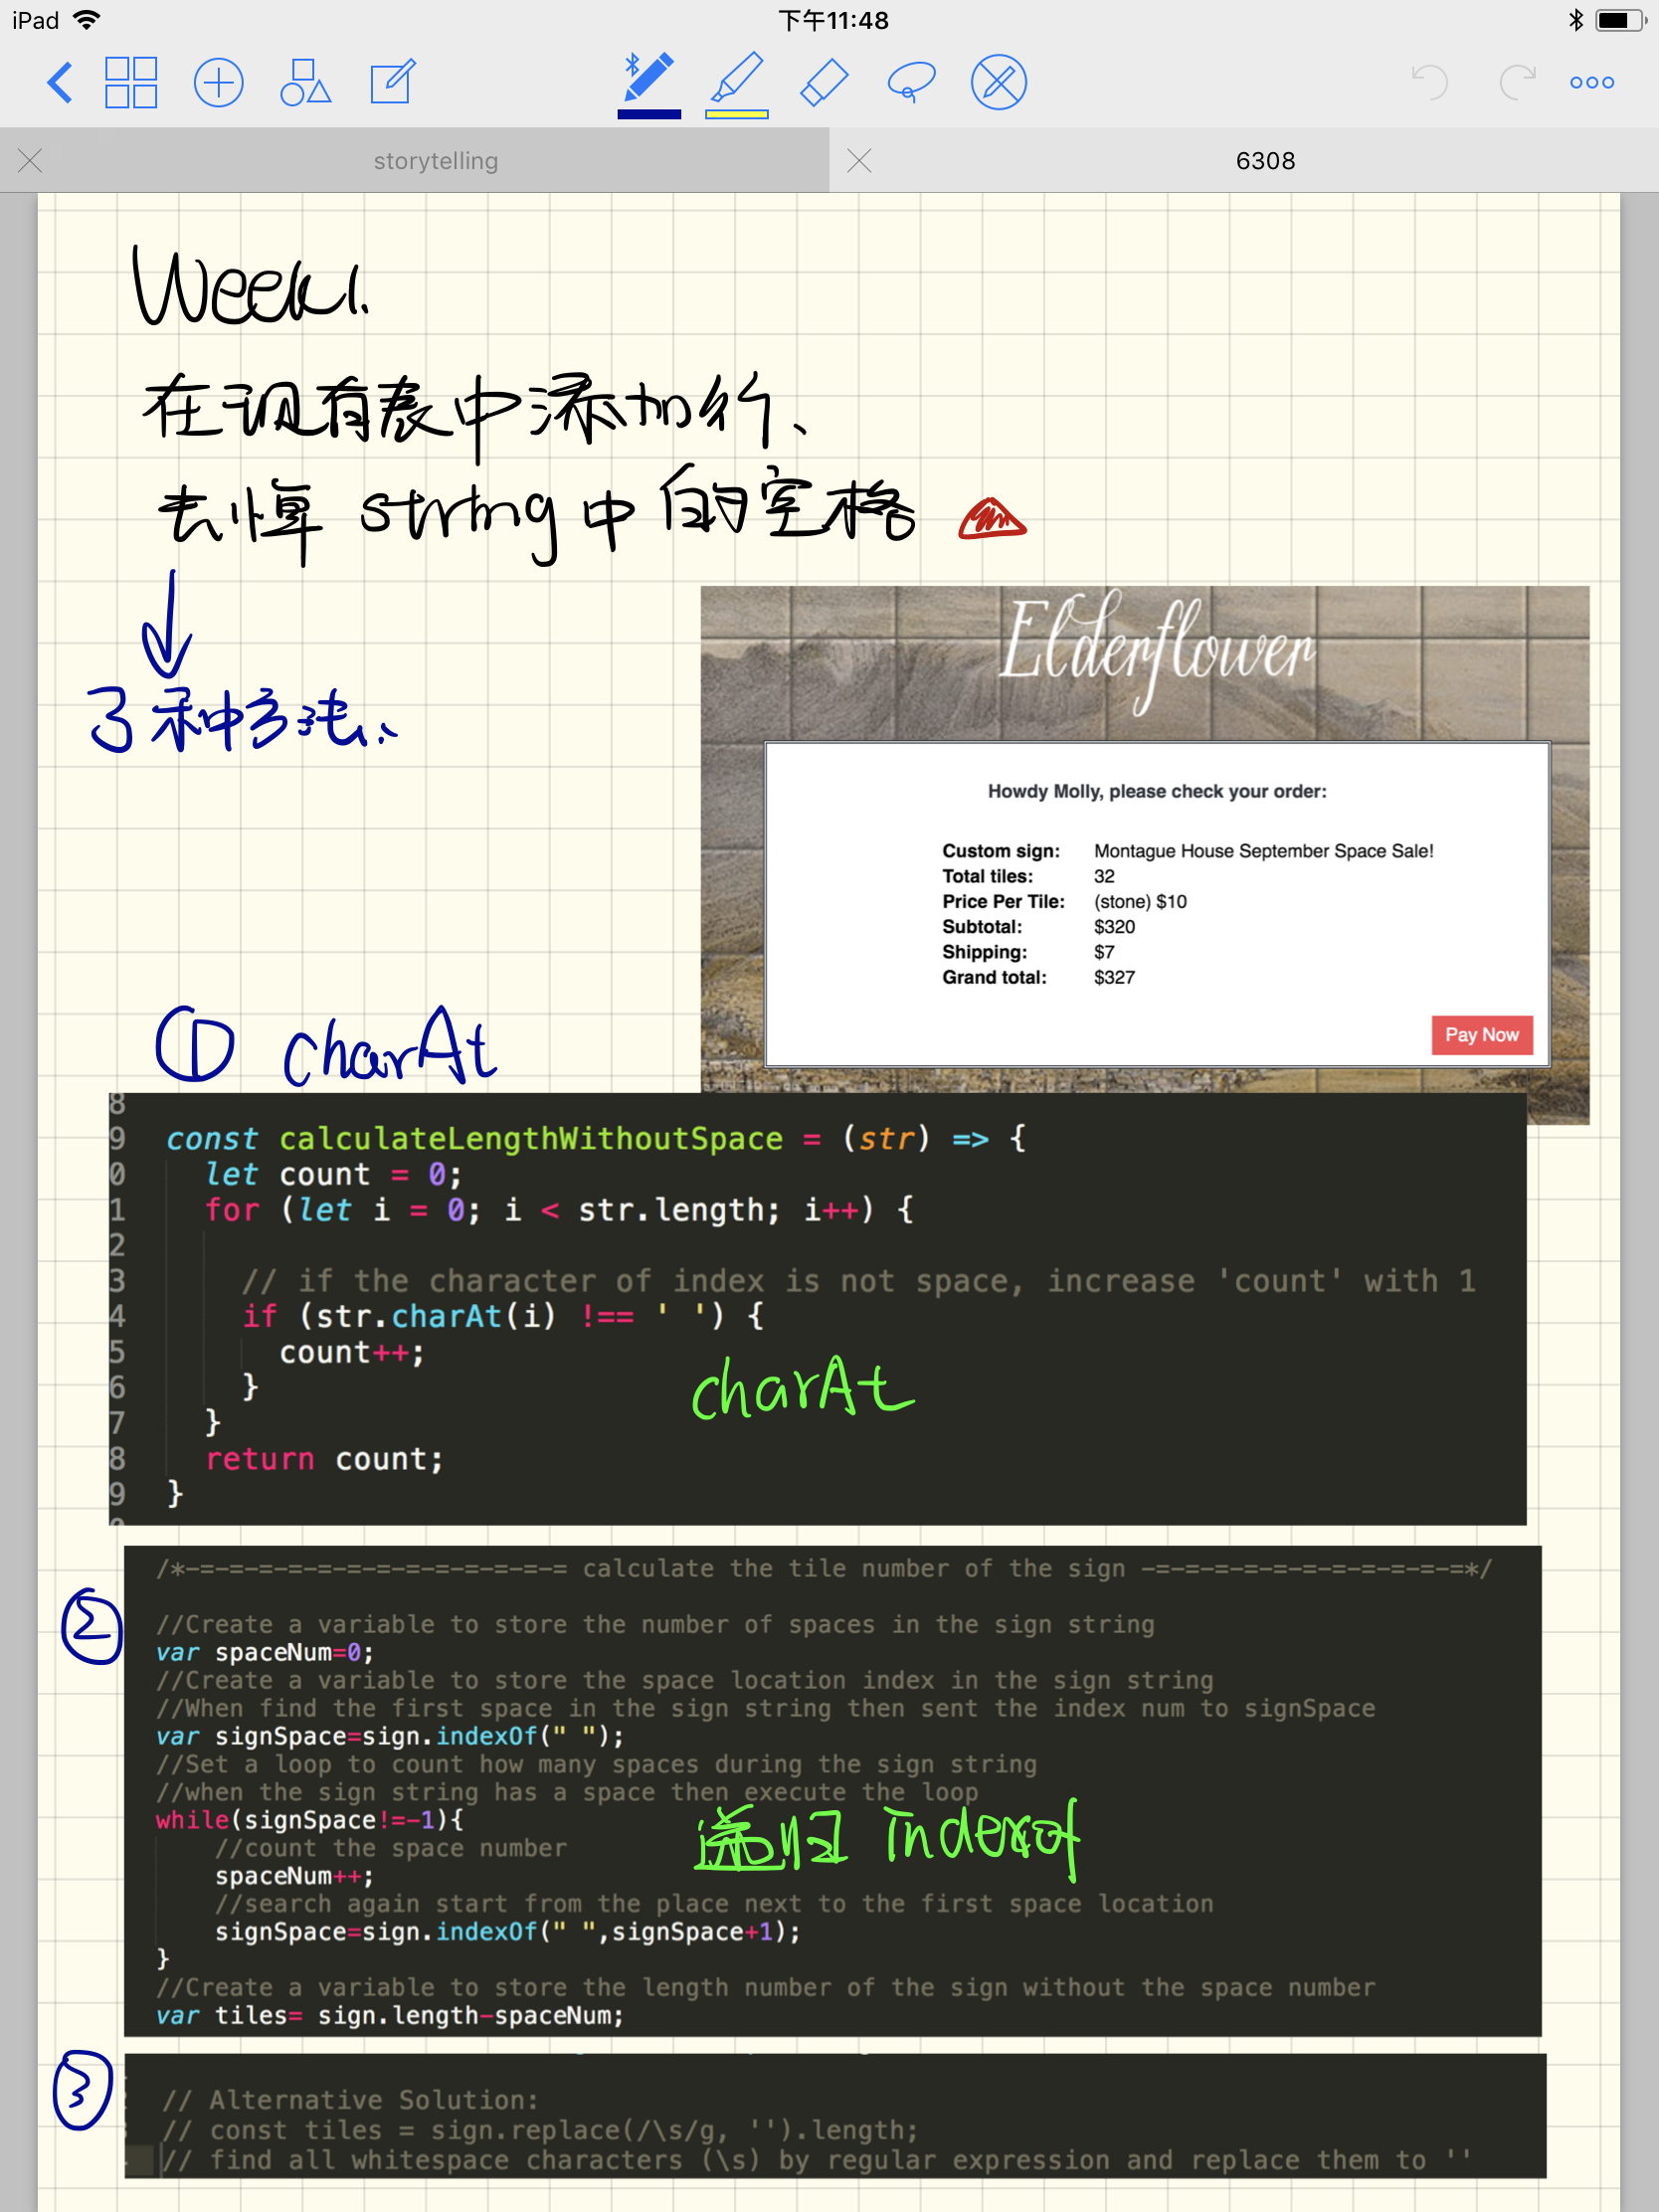 iPad 下午11:48
storytelling 6308
Week1.
在现有表中添加行、
去掉 string 中的空格
3种方法、
Elderflower
Howdy Molly, please check your order:
Custom sign: Montague House September Space Sale!
Total tiles: 32
Price Per Tile: (stone) $10
Subtotal: $320
Shipping: $7
Grand total: $327
Pay Now
① charAt
8
9 const calculateLengthWithoutSpace = (str) => {
0 let count = 0;
1 for (let i = 0; i < str.length; i++) {
2
3 // if the character of index is not space, increase 'count' with 1
4 if (str.charAt(i) !== ' ') {
5 count++;
6 }
charAt
7 }
8 return count;
9 }
②
/*-=-=-=-=-=-=-=-=-=-=-=-=-= calculate the tile number of the sign -=-=-=-=-=-=-=-=-=-=-=*/
//Create a variable to store the number of spaces in the sign string
var spaceNum=0;
//Create a variable to store the space location index in the sign string
//When find the first space in the sign string then sent the index num to signSpace
var signSpace=sign.indexOf(" ");
//Set a loop to count how many spaces during the sign string
//when the sign string has a space then execute the loop
while(signSpace!=-1){
//count the space number
indexof
spaceNum++;
//search again start from the place next to the first space location
signSpace=sign.indexOf(" ",signSpace+1);
}
//Create a variable to store the length number of the sign without the space number
var tiles= sign.length-spaceNum;
③
// Alternative Solution:
// const tiles = sign.replace(/\s/g, '').length;
// find all whitespace characters (\s) by regular expression and replace them to ''